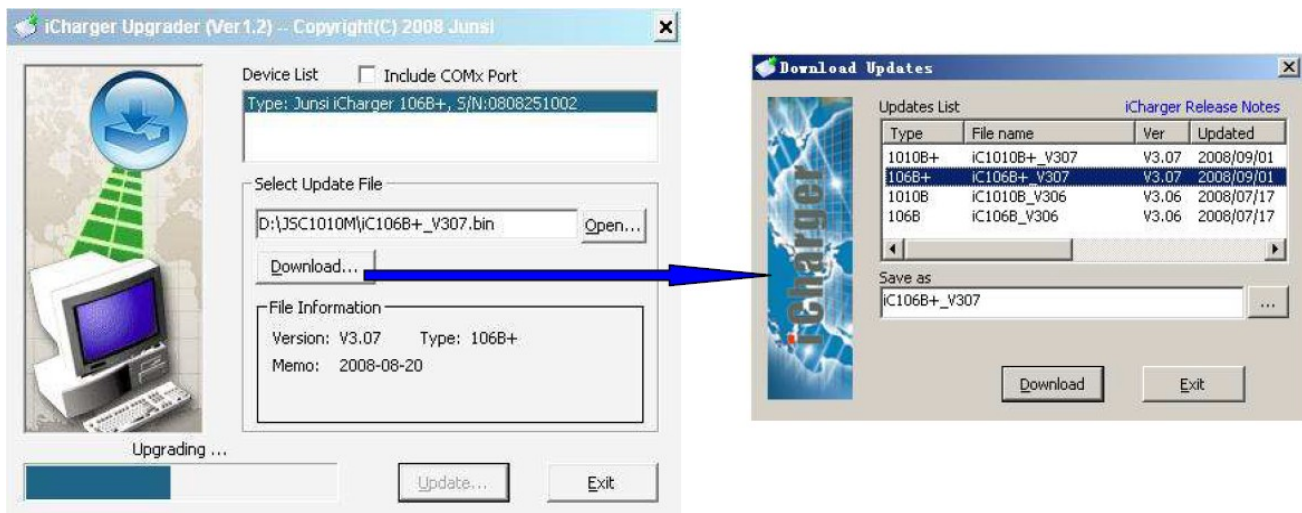 iCharger Upgrader (Ver1.2) -- Copyright(C) 2008 Junsi
Device List Include COMx Port
Type: Junsi iCharger 106B+, S/N:0808251002
Select Update File
D:\JSC1010M\iC106B+_V307.bin Open...
Download...
File Information
Version: V3.07 Type: 106B+
Memo: 2008-08-20
Upgrading ...
Update... Exit
Download Updates
iCharger
Updates List iCharger Release Notes
Type File name Ver Updated
1010B+ iC1010B+_V307 V3.07 2008/09/01
106B+ iC106B+_V307 V3.07 2008/09/01
1010B iC1010B_V306 V3.06 2008/07/17
106B iC106B_V306 V3.06 2008/07/17
Save as
iC106B+_V307 ...
Download Exit